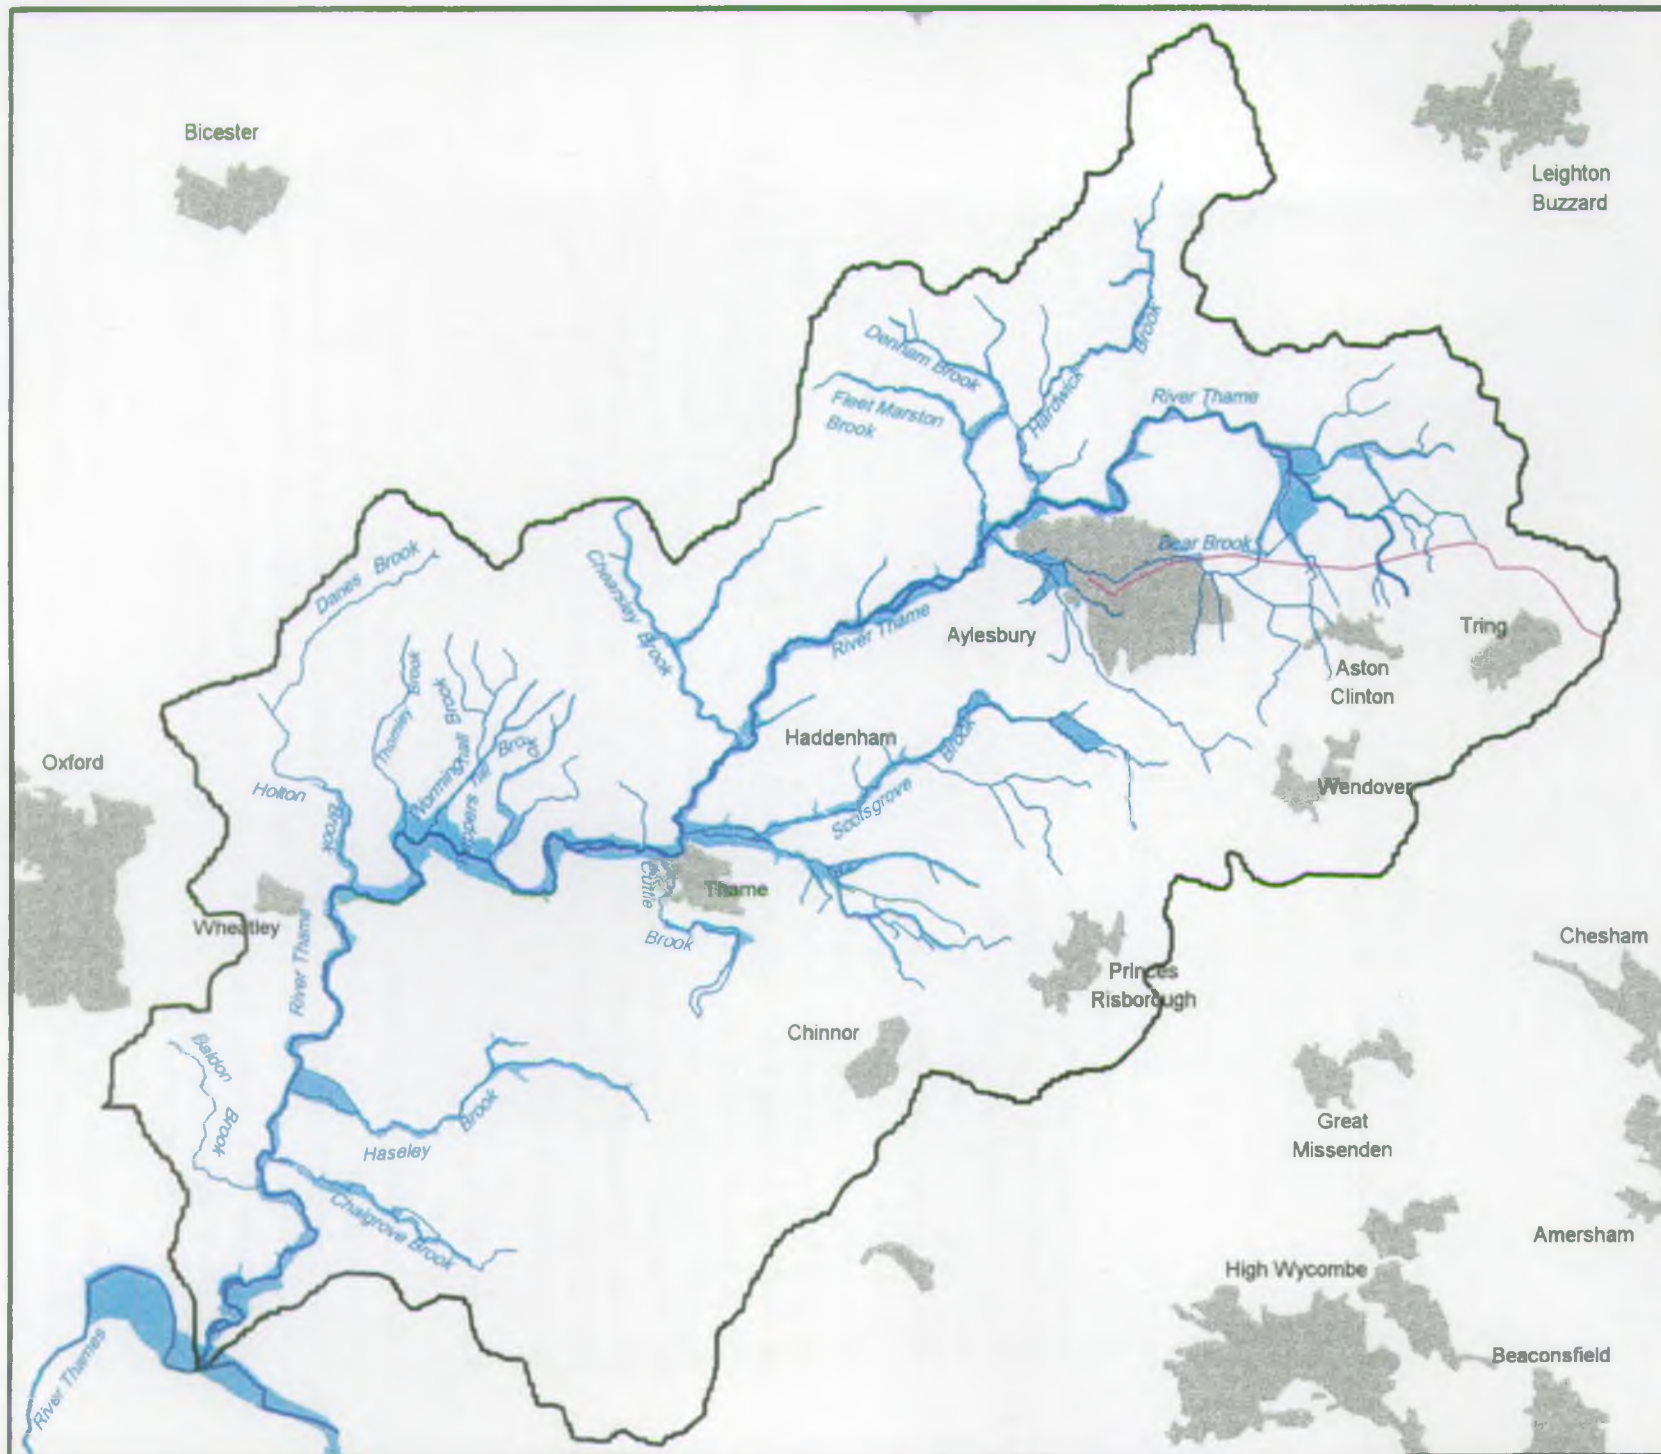 Bicester
Leighton
Buzzard
Denham Brook
Hardwick
Brook
Fleet Marston
Brook
River Thame
Bear Brook
Danes Brook
Chearsley Brook
River Thame
Aylesbury
Tring
Aston
Clinton
Thomley Brook
Worminghall Brook
Brook
Haddenham
Brook
Scotsgrove
Oxford
Holton
Brook
Wendover
Cuttle
Brook
Thame
Wheatley
River Thame
Chesham
Princes
Risborough
Chinnor
Baldon
Brook
Haseley
Brook
Great
Missenden
Chalgrove Brook
Amersham
High Wycombe
Beaconsfield
River Thames